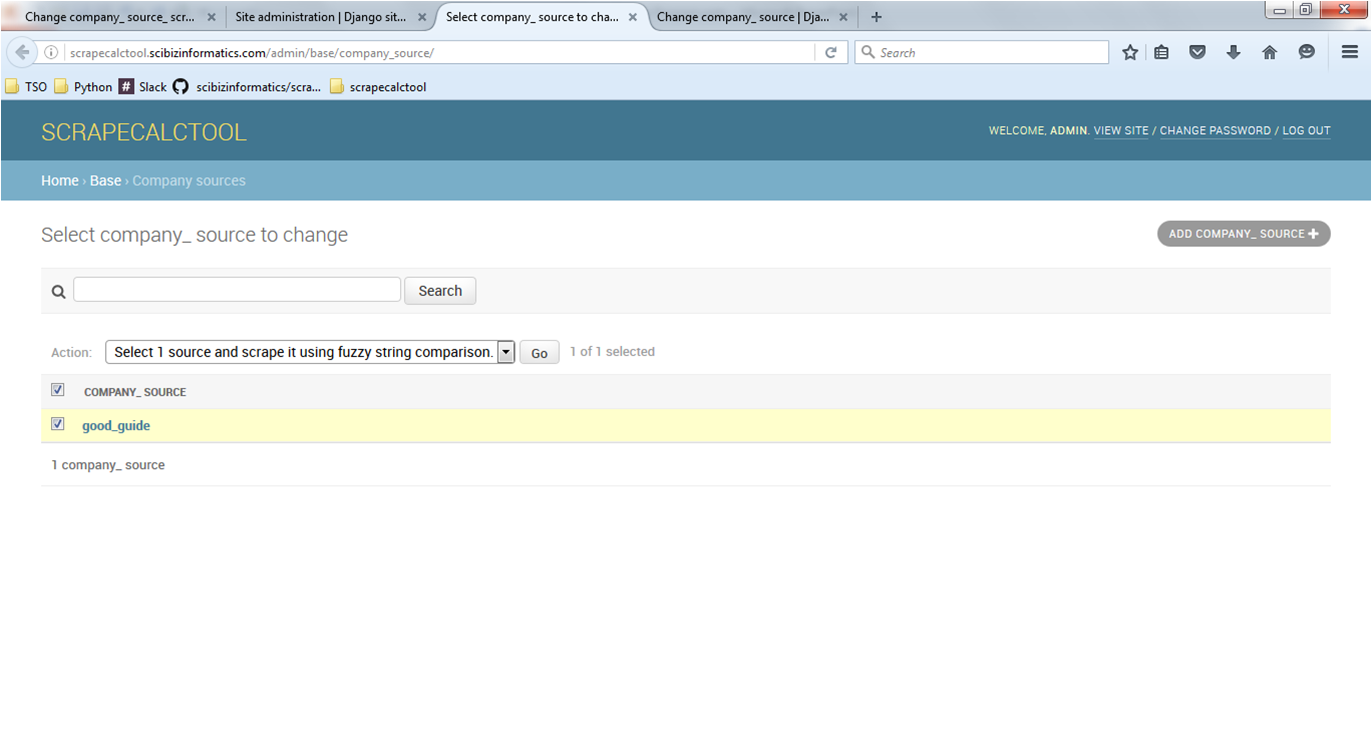 Change company_ source_ scr...
Site administration | Django sit...
Select company_ source to cha...
Change company_ source | Dja...
scrapecalctool.scibizinformatics.com/admin/base/company_source/
Search
TSO
Python
Slack
scibizinformatics/scra...
scrapecalctool
SCRAPECALCTOOL
WELCOME, ADMIN. VIEW SITE / CHANGE PASSWORD / LOG OUT
Home › Base › Company sources
Select company_ source to change
ADD COMPANY_ SOURCE +
Search
Action: Select 1 source and scrape it using fuzzy string comparison. Go 1 of 1 selected
COMPANY_ SOURCE
good_guide
1 company_ source